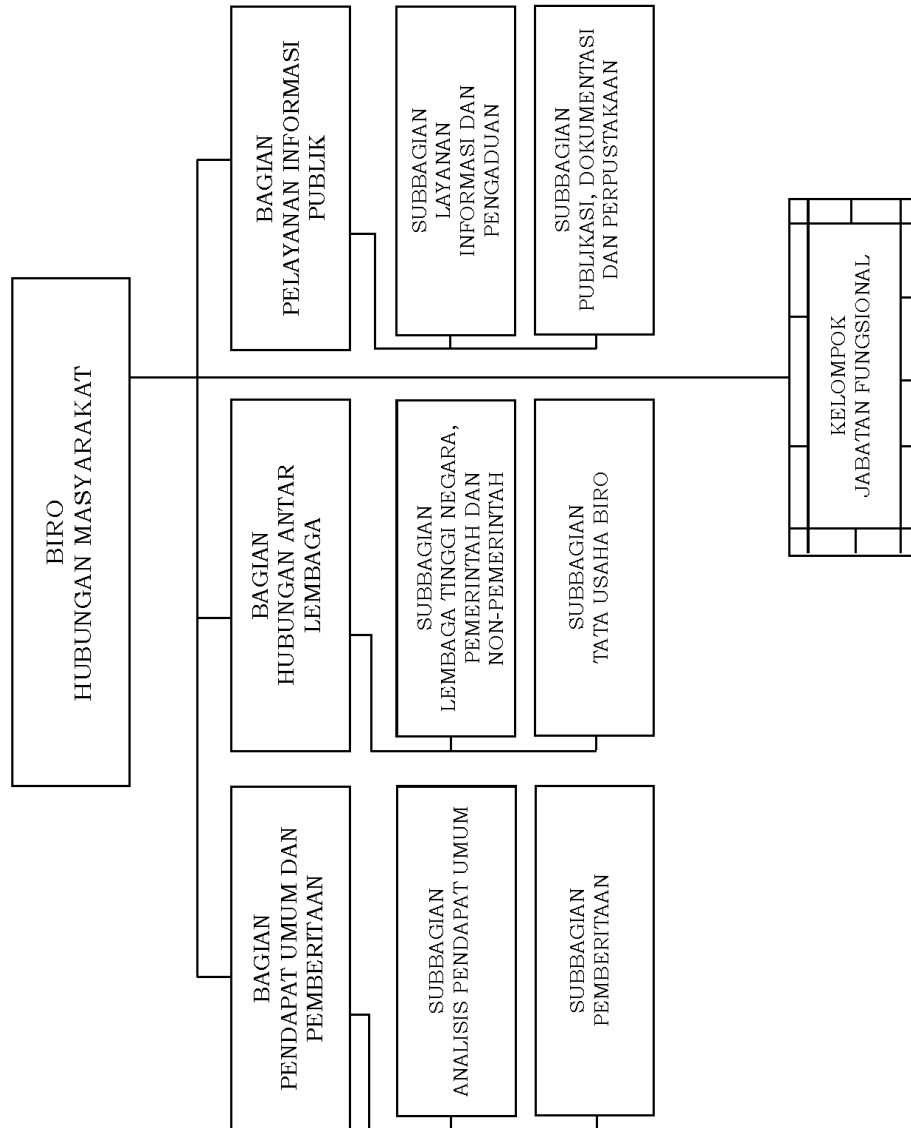 BIRO
HUBUNGAN MASYARAKAT
BAGIAN
PENDAPAT UMUM DAN
PEMBERITAAN
BAGIAN
HUBUNGAN ANTAR
LEMBAGA
BAGIAN
PELAYANAN INFORMASI
PUBLIK
SUBBAGIAN
ANALISIS PENDAPAT UMUM
SUBBAGIAN
LEMBAGA TINGGI NEGARA,
PEMERINTAH DAN
NON-PEMERINTAH
SUBBAGIAN
LAYANAN
INFORMASI DAN
PENGADUAN
SUBBAGIAN
PEMBERITAAN
SUBBAGIAN
TATA USAHA BIRO
SUBBAGIAN
PUBLIKASI, DOKUMENTASI
DAN PERPUSTAKAAN
KELOMPOK
JABATAN FUNGSIONAL